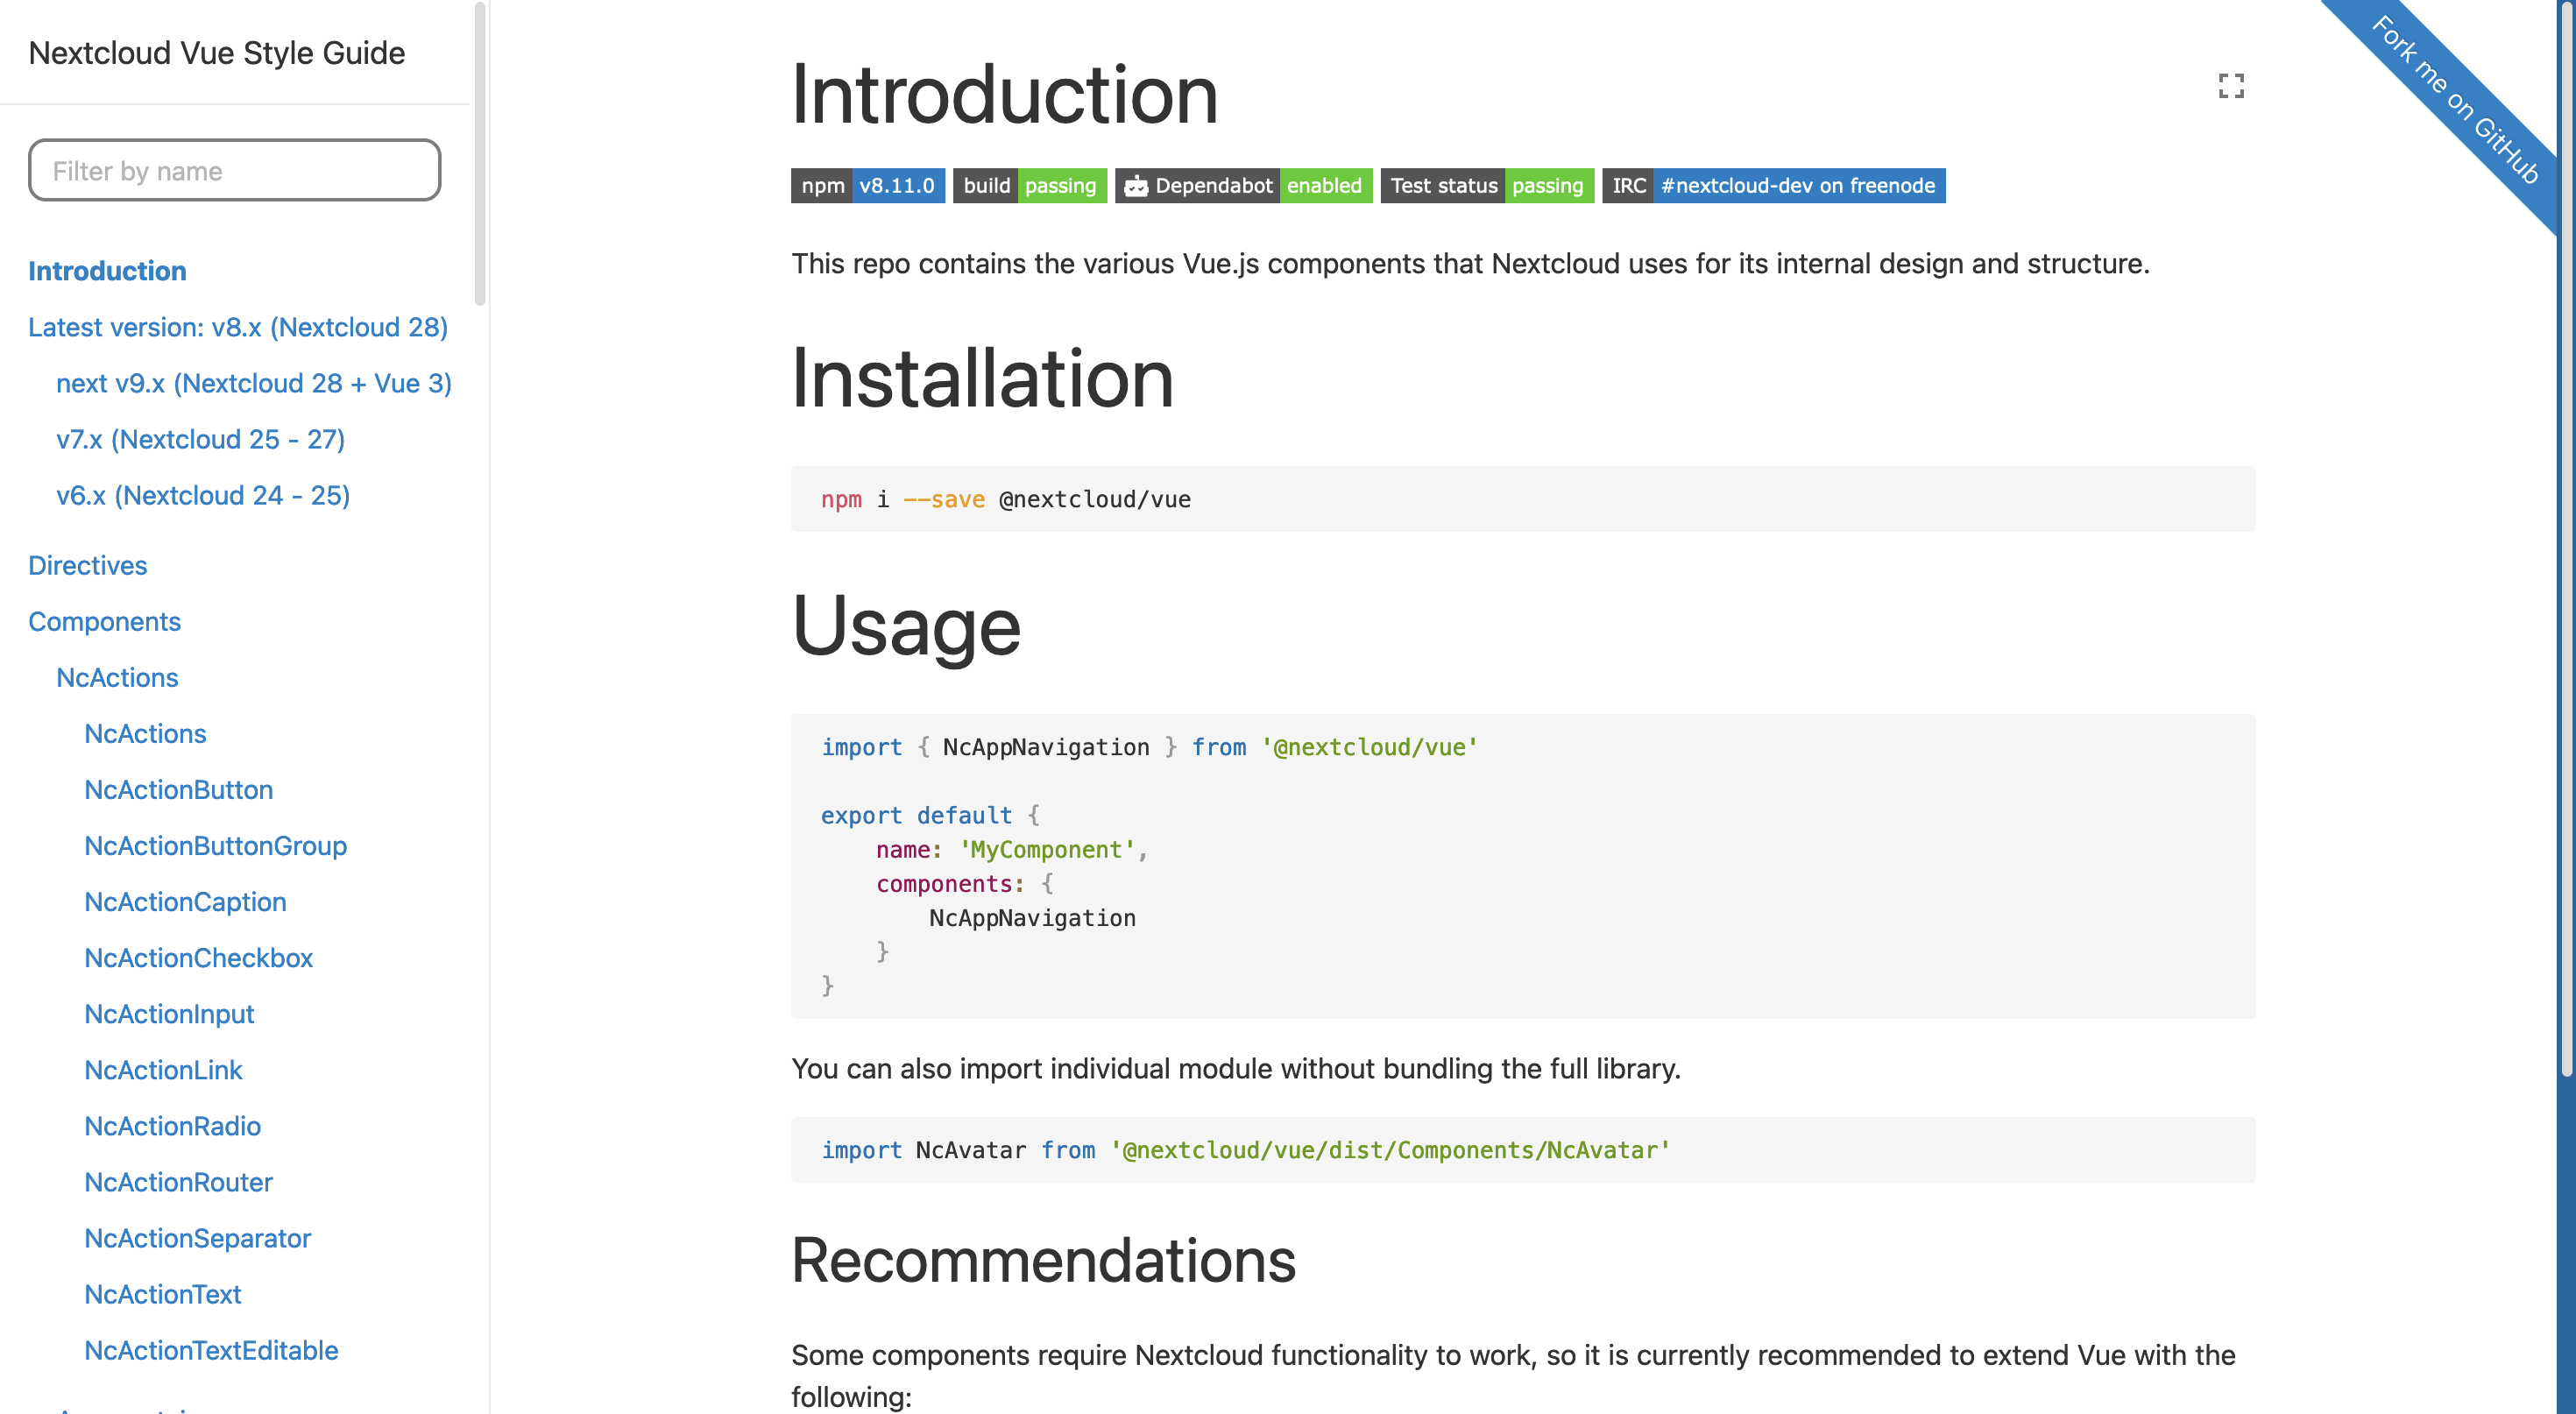 Nextcloud Vue Style Guide
Filter by name
Introduction
Latest version: v8.x (Nextcloud 28)
next v9.x (Nextcloud 28 + Vue 3)
v7.x (Nextcloud 25 - 27)
v6.x (Nextcloud 24 - 25)
Directives
Components
NcActions
NcActions
NcActionButton
NcActionButtonGroup
NcActionCaption
NcActionCheckbox
NcActionInput
NcActionLink
NcActionRadio
NcActionRouter
NcActionSeparator
NcActionText
NcActionTextEditable
Introduction
npm v8.11.0 build passing Dependabot enabled Test status passing IRC #nextcloud-dev on freenode
This repo contains the various Vue.js components that Nextcloud uses for its internal design and structure.
Installation
npm i --save @nextcloud/vue
Usage
import { NcAppNavigation } from '@nextcloud/vue'
export default {
name: 'MyComponent',
components: {
NcAppNavigation
}
}
You can also import individual module without bundling the full library.
import NcAvatar from '@nextcloud/vue/dist/Components/NcAvatar'
Recommendations
Some components require Nextcloud functionality to work, so it is currently recommended to extend Vue with the
following:
Fork me on GitHub